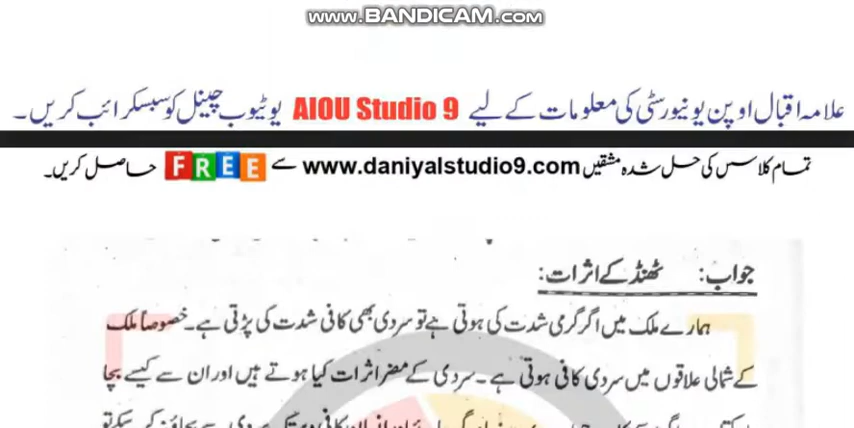 www.BANDICAM.com
علامہ اقبال اوپن یونیورسٹی کی معلومات کے لیے AIOU Studio 9 یوٹیوب چینل کو سبسکرائب کریں۔
تمام کلاسس کی حل شدہ مشقیں www.daniyalstudio9.com سے FREE حاصل کریں۔
جواب: ٹھنڈ کے اثرات:
ہمارے ملک میں اگر گرمی شدت کی ہوتی ہے تو سردی بھی کافی شدت کی پڑتی ہے۔ خصوصاً ملک
کے شمالی علاقوں میں سردی کافی ہوتی ہے۔ سردی کے مضر اثرات کیا ہوتے ہیں اور ان سے کیسے بچا